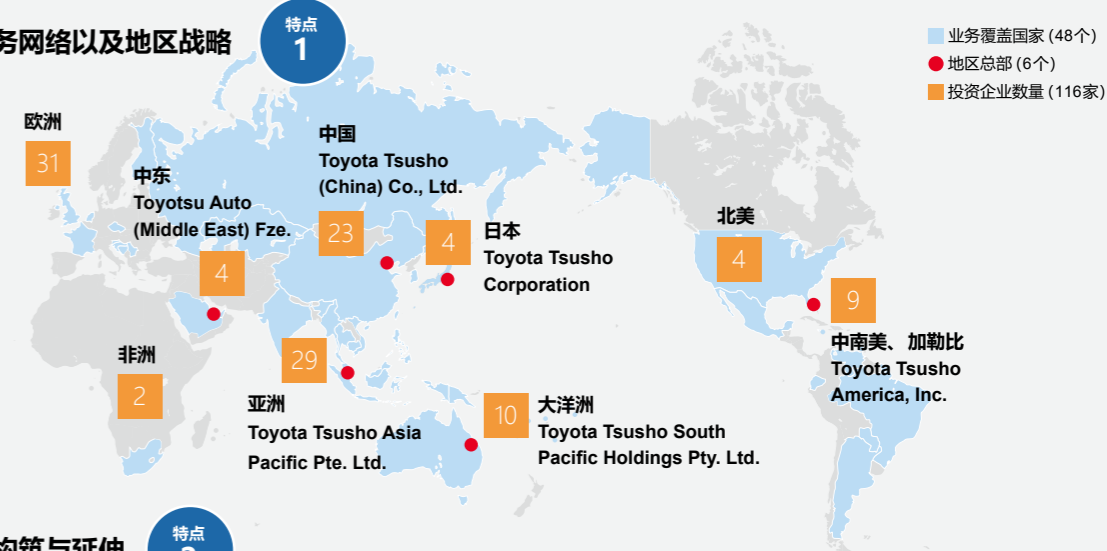 务网络以及地区战略
特点
1
业务覆盖国家 (48个)
地区总部 (6个)
投资企业数量 (116家)
欧洲
31
中东
Toyotsu Auto
(Middle East) Fze.
4
中国
Toyota Tsusho
(China) Co., Ltd.
23
4
日本
Toyota Tsusho
Corporation
北美
4
9
中南美、加勒比
Toyota Tsusho
America, Inc.
非洲
2
29
亚洲
Toyota Tsusho Asia
Pacific Pte. Ltd.
10
大洋洲
Toyota Tsusho South
Pacific Holdings Pty. Ltd.
构筑与延伸
特点